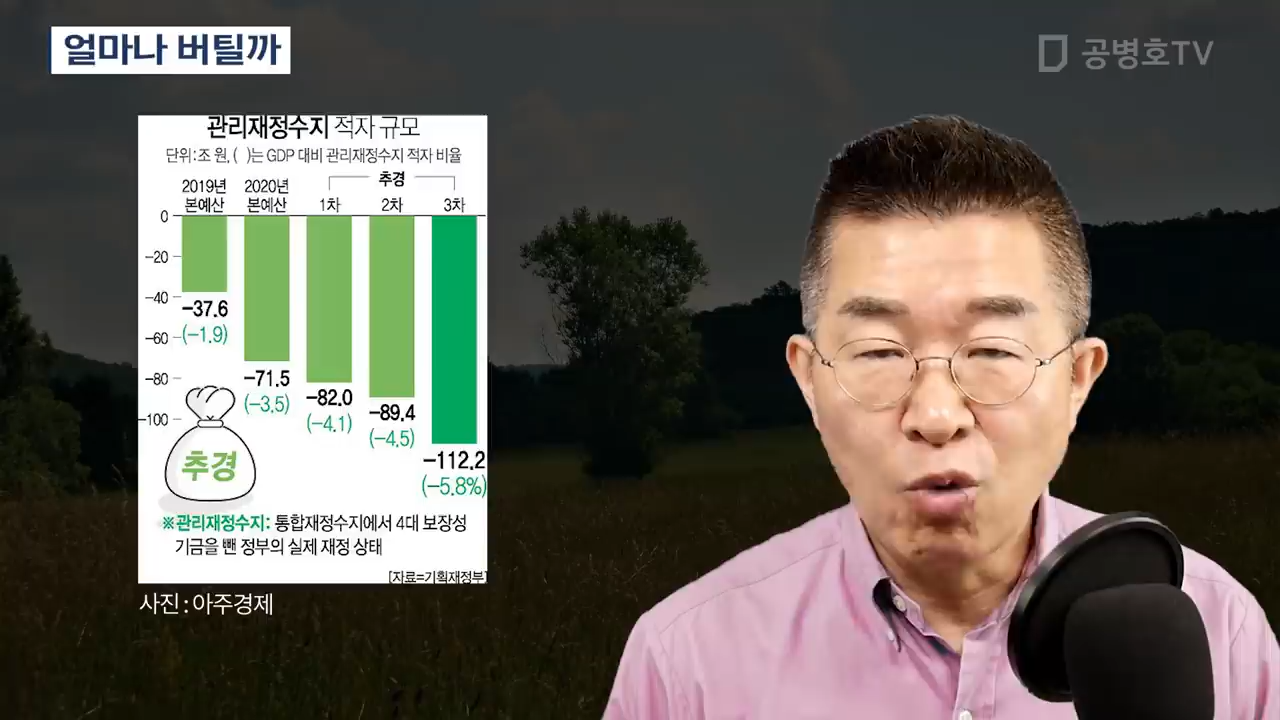 얼마나 버틸까
공병호TV
관리재정수지 적자 규모
단위:조 원, ( )는 GDP 대비 관리재정수지 적자 비율
추경
2019년 본예산
2020년 본예산
1차
2차
3차
0
-20
-40
-60
-80
-100
-37.6
(-1.9)
-71.5
(-3.5)
-82.0
(-4.1)
-89.4
(-4.5)
-112.2
(-5.8%)
추경
※관리재정수지: 통합재정수지에서 4대 보장성
기금을 뺀 정부의 실제 재정 상태
[자료=기획재정부]
사진 : 아주경제